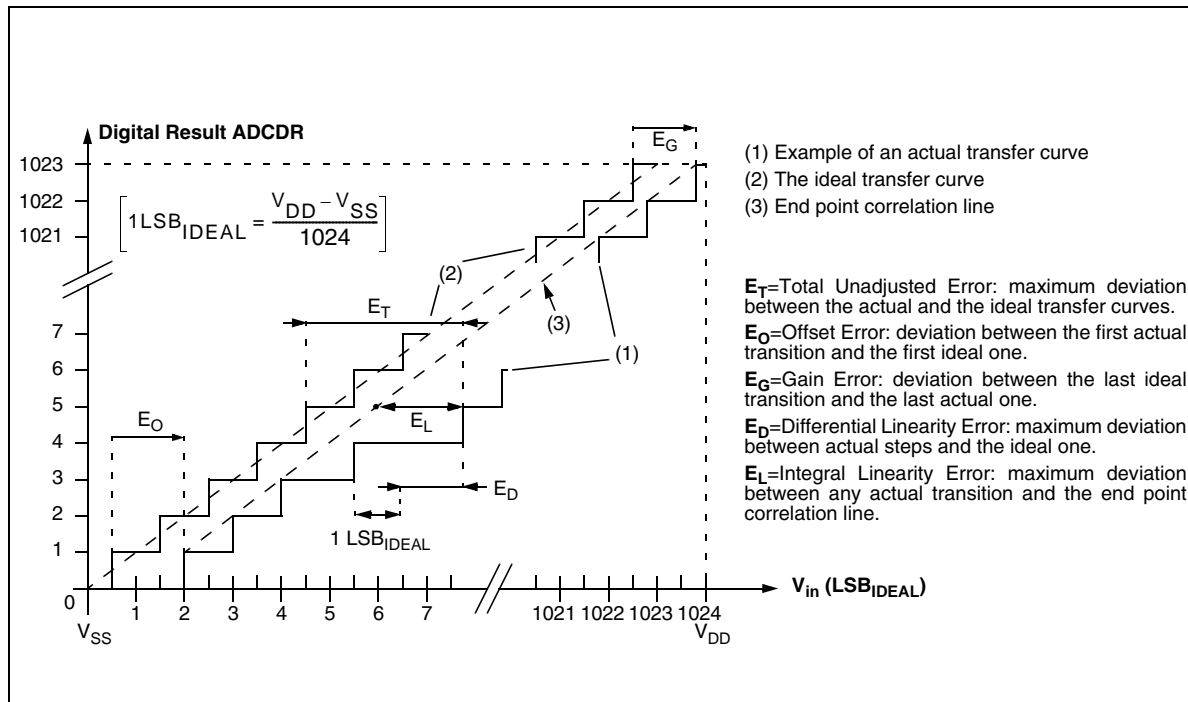 Digital Result ADCDR
1023
1022
1021
1LSB_IDEAL = (V_DD – V_SS) / 1024
E_G
(1) Example of an actual transfer curve
(2) The ideal transfer curve
(3) End point correlation line
(2)
E_T
(3)
(1)
7
6
5
4
3
2
1
0
E_O
E_L
E_D
1 LSB_IDEAL
E_T=Total Unadjusted Error: maximum deviation
between the actual and the ideal transfer curves.
E_O=Offset Error: deviation between the first actual
transition and the first ideal one.
E_G=Gain Error: deviation between the last ideal
transition and the last actual one.
E_D=Differential Linearity Error: maximum deviation
between actual steps and the ideal one.
E_L=Integral Linearity Error: maximum deviation
between any actual transition and the end point
correlation line.
1 2 3 4 5 6 7 1021 1022 1023 1024
V_in (LSB_IDEAL)
V_SS
V_DD